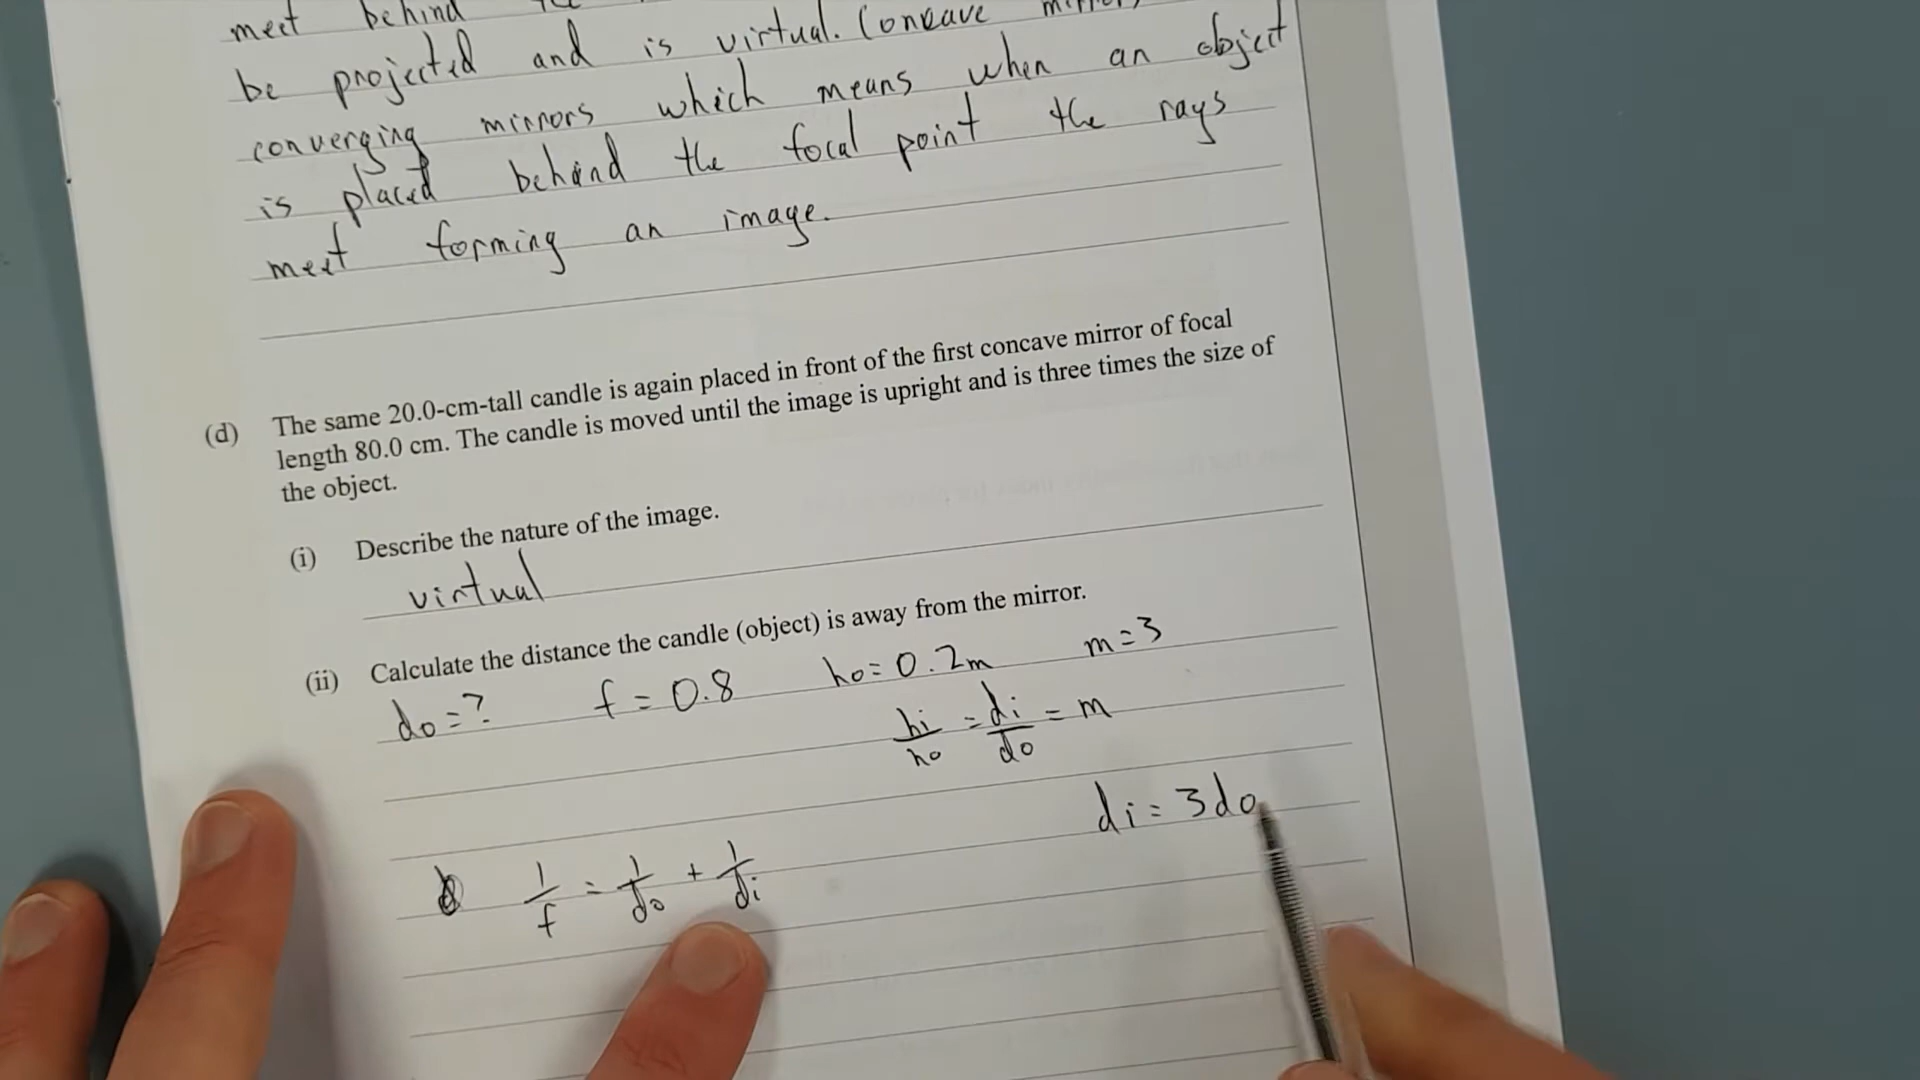 meet behind
be projected and is virtual. Concave
converging mirrors which means when an object
is placed behind the focal point the rays
meet forming an image.
(d) The same 20.0-cm-tall candle is again placed in front of the first concave mirror of focal
length 80.0 cm. The candle is moved until the image is upright and is three times the size of
the object.
(i) Describe the nature of the image.
virtual
(ii) Calculate the distance the candle (object) is away from the mirror.
do=? f = 0.8 ho=0.2m m=3
hi/ho = di/do = m
di = 3do
1/f = 1/do + 1/di